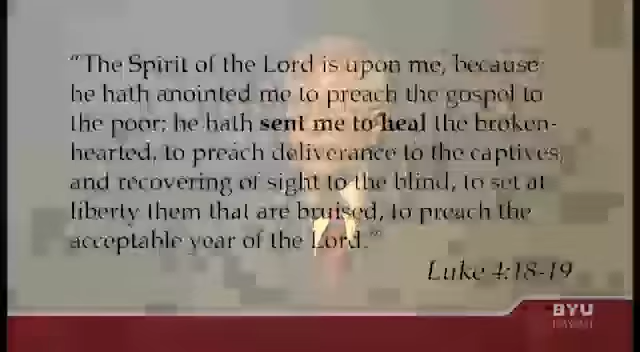 “The Spirit of the Lord is upon me, because
he hath anointed me to preach the gospel to
the poor; he hath sent me to heal the broken-
hearted, to preach deliverance to the captives,
and recovering of sight to the blind, to set at
liberty them that are bruised, to preach the
acceptable year of the Lord.”
Luke 4:18-19
BYU
HAWAII